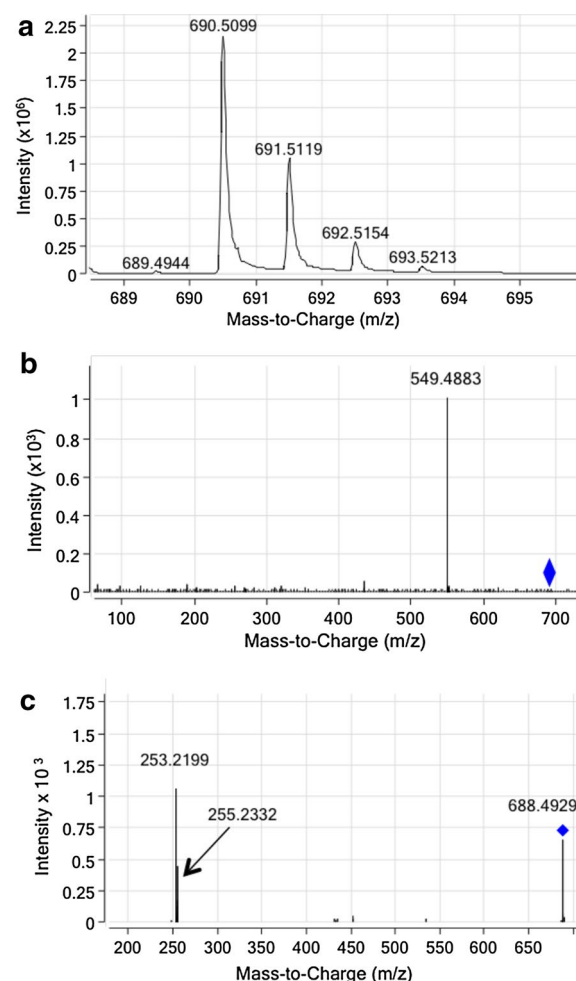 a
690.5099
2.25
2
1.75
1.5
1.25
1
0.75
0.5
0.25
0
Intensity (x10⁶)
691.5119
692.5154
693.5213
689.4944
689 690 691 692 693 694 695
Mass-to-Charge (m/z)
b
549.4883
1
0.8
0.6
0.4
0.2
0
Intensity (x10³)
100 200 300 400 500 600 700
Mass-to-Charge (m/z)
c
1.75
1.5
1.25
1
0.75
0.5
0.25
0
Intensity x 10 ³
253.2199
255.2332
688.4929
200 250 300 350 400 450 500 550 600 650
Mass-to-Charge (m/z)